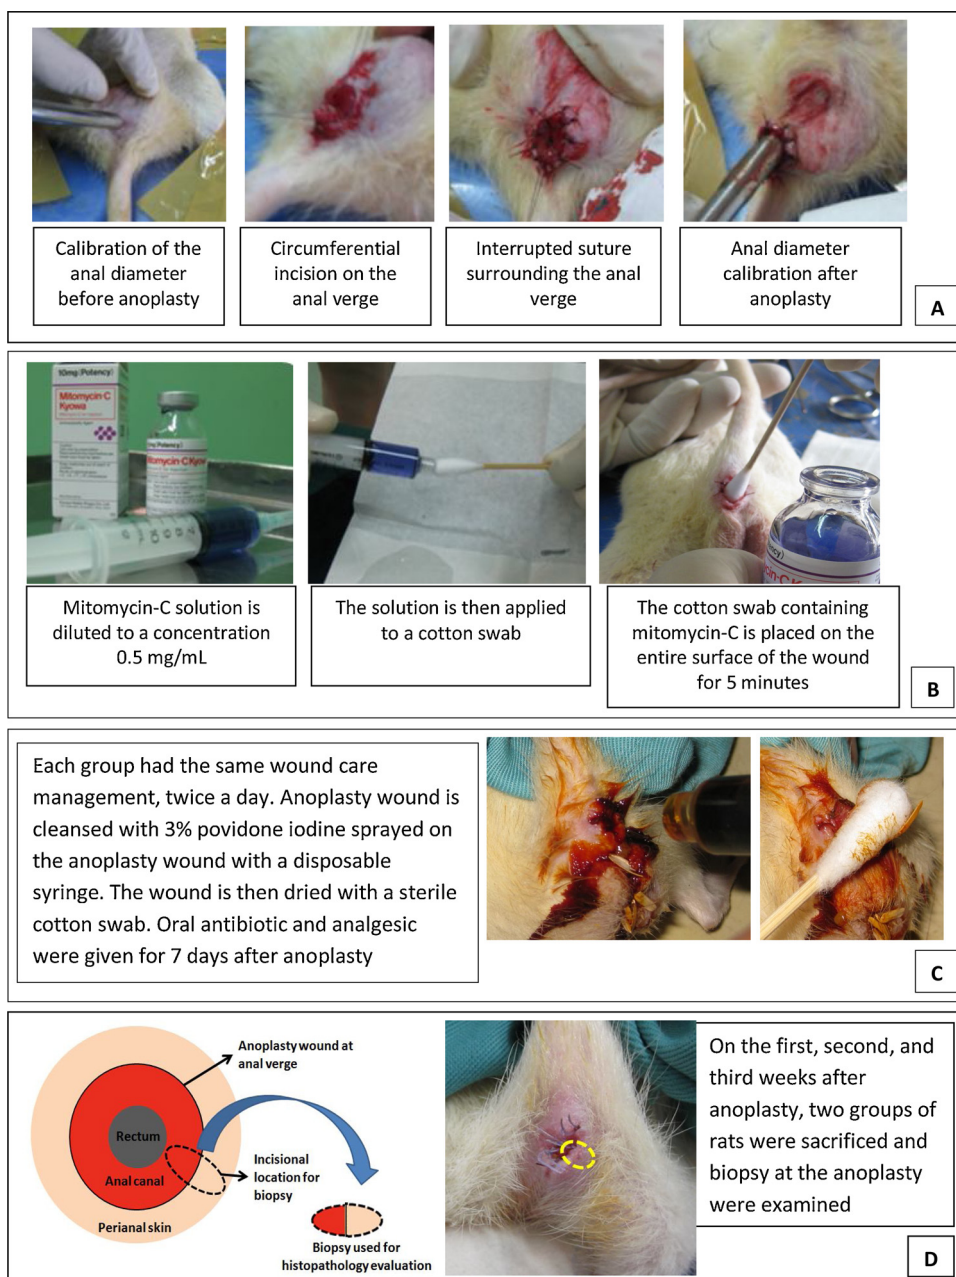 Calibration of the
anal diameter
before anoplasty
Circumferential
incision on the
anal verge
Interrupted suture
surrounding the anal
verge
Anal diameter
calibration after
anoplasty
A
10mg (Potency)
Mitomycin-C
Kyowa
(Potency)
Mitomycin-C Kyowa
Mitomycin-C solution is
diluted to a concentration
0.5 mg/mL
The solution is then applied
to a cotton swab
The cotton swab containing
mitomycin-C is placed on the
entire surface of the wound
for 5 minutes
B
Each group had the same wound care
management, twice a day. Anoplasty wound is
cleansed with 3% povidone iodine sprayed on
the anoplasty wound with a disposable
syringe. The wound is then dried with a sterile
cotton swab. Oral antibiotic and analgesic
were given for 7 days after anoplasty
C
Anoplasty wound at
anal verge
Rectum
Anal canal
Perianal skin
Incisional
location for
biopsy
Biopsy used for
histopathology evaluation
On the first, second, and
third weeks after
anoplasty, two groups of
rats were sacrificed and
biopsy at the anoplasty
were examined
D